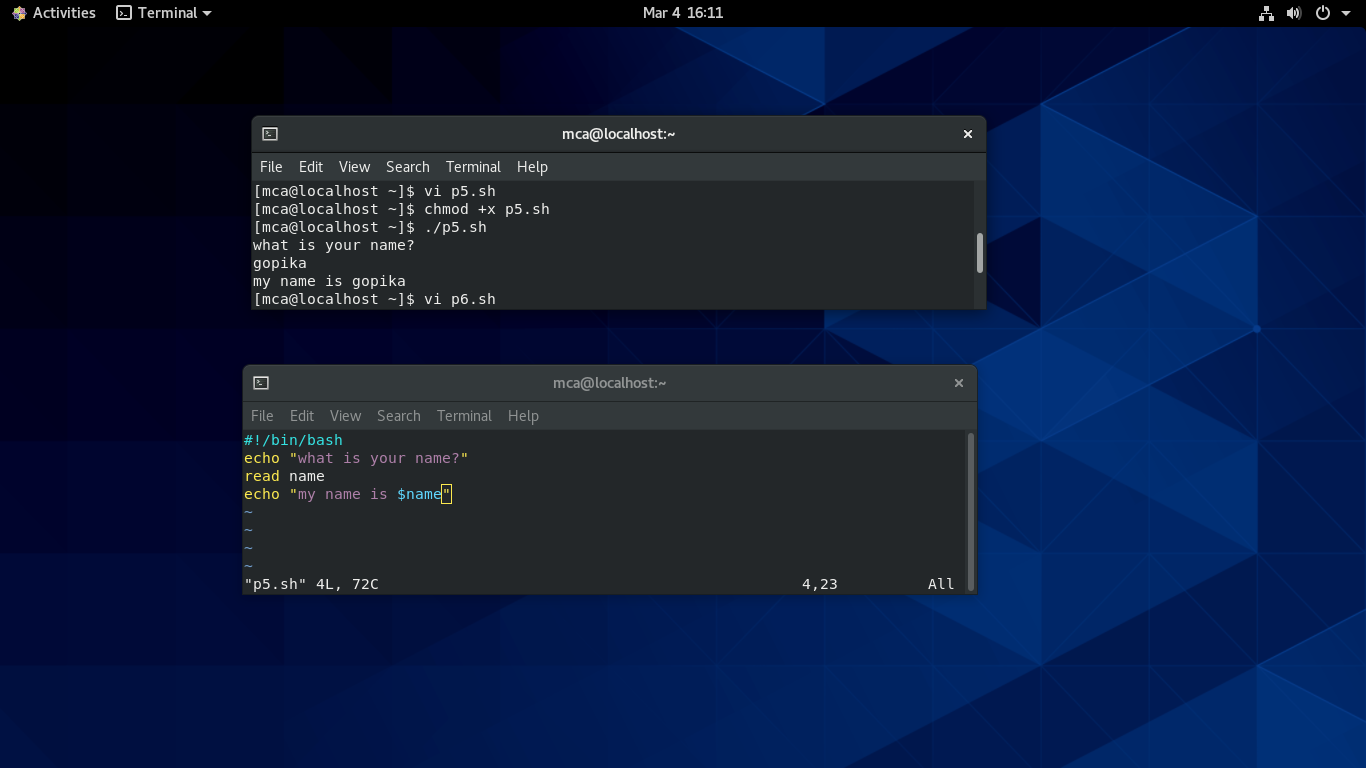 Activities Terminal Mar 4 16:11
mca@localhost:~
File Edit View Search Terminal Help
[mca@localhost ~]$ vi p5.sh
[mca@localhost ~]$ chmod +x p5.sh
[mca@localhost ~]$ ./p5.sh
what is your name?
gopika
my name is gopika
[mca@localhost ~]$ vi p6.sh
mca@localhost:~
File Edit View Search Terminal Help
#!/bin/bash
echo "what is your name?"
read name
echo "my name is $name"
~
~
~
~
"p5.sh" 4L, 72C 4,23 All